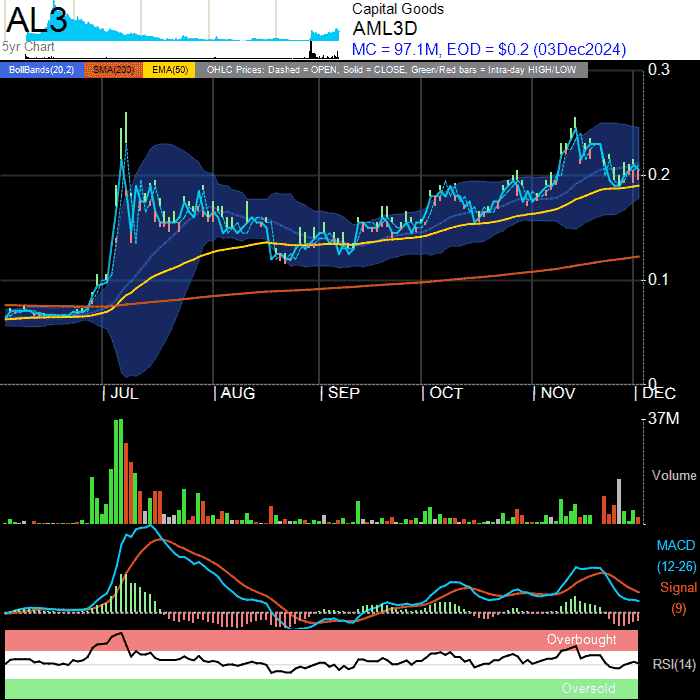 AL3
5yr Chart
Capital Goods
AML3D
MC = 97.1M, EOD = $0.2 (03Dec2024)
BollBands(20,2) SMA(200) EMA(50) OHLC Prices: Dashed = OPEN, Solid = CLOSE, Green/Red bars = Intra-day HIGH/LOW
0.3
0.2
0.1
0
JUL AUG SEP OCT NOV DEC
37M
Volume
MACD
(12-26)
Signal
(9)
Overbought
RSI(14)
Oversold